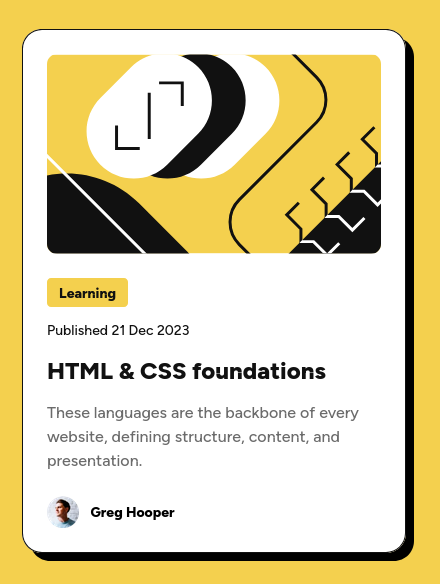 Learning
Published 21 Dec 2023
HTML & CSS foundations
These languages are the backbone of every
website, defining structure, content, and
presentation.
Greg Hooper